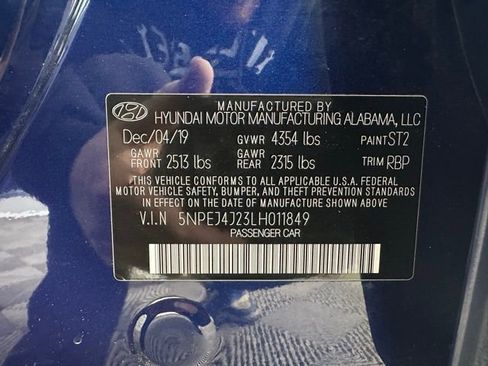 MANUFACTURED BY
HYUNDAI MOTOR MANUFACTURING ALABAMA, LLC
Dec/04/19 GVWR 4354 lbs PAINT ST2
GAWR FRONT 2513 lbs GAWR REAR 2315 lbs TRIM RBP
THIS VEHICLE CONFORMS TO ALL APPLICABLE U.S.A. FEDERAL
MOTOR VEHICLE SAFETY, BUMPER, AND THEFT PREVENTION STANDARDS
IN EFFECT ON THE DATE OF MANUFACTURE SHOWN ABOVE.
V.I.N 5NPEJ4J23LH011849
PASSENGER CAR